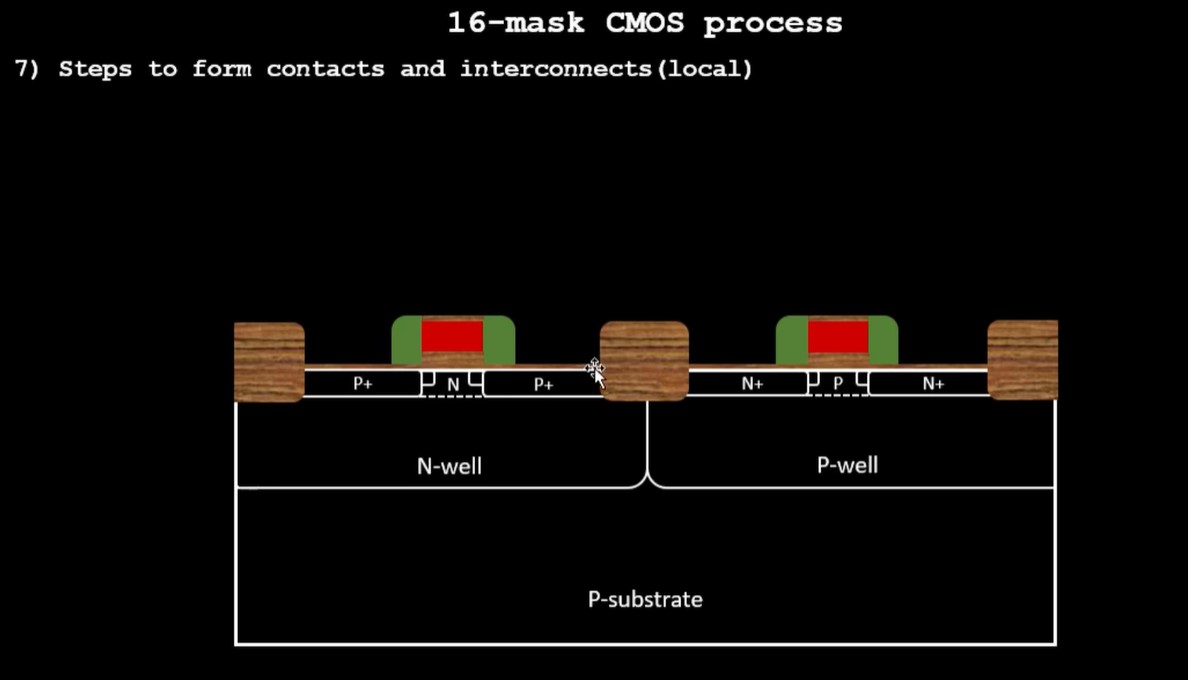 16-mask CMOS process
7) Steps to form contacts and interconnects(local)
P+ N P+ N+ P N+
N-well P-well
P-substrate